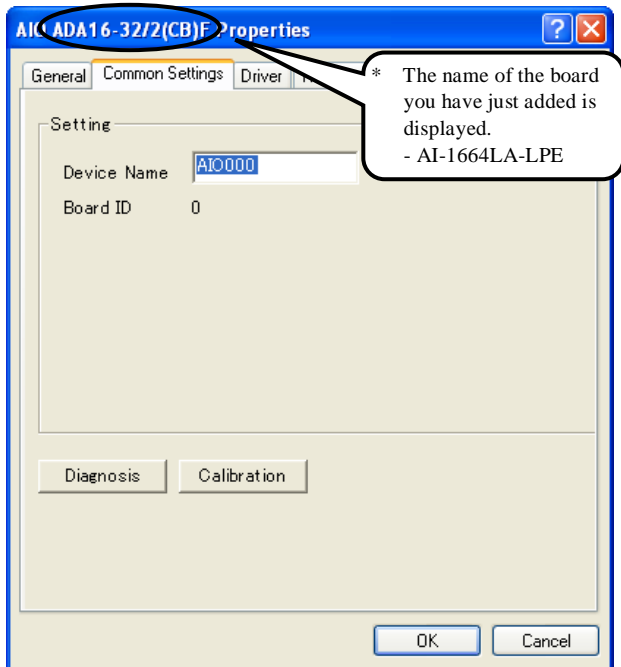 AIO ADA16-32/2(CB)F Properties
General Common Settings Driver
* The name of the board
you have just added is
displayed.
- AI-1664LA-LPE
Setting
Device Name AIO000
Board ID 0
Diagnosis Calibration
OK Cancel